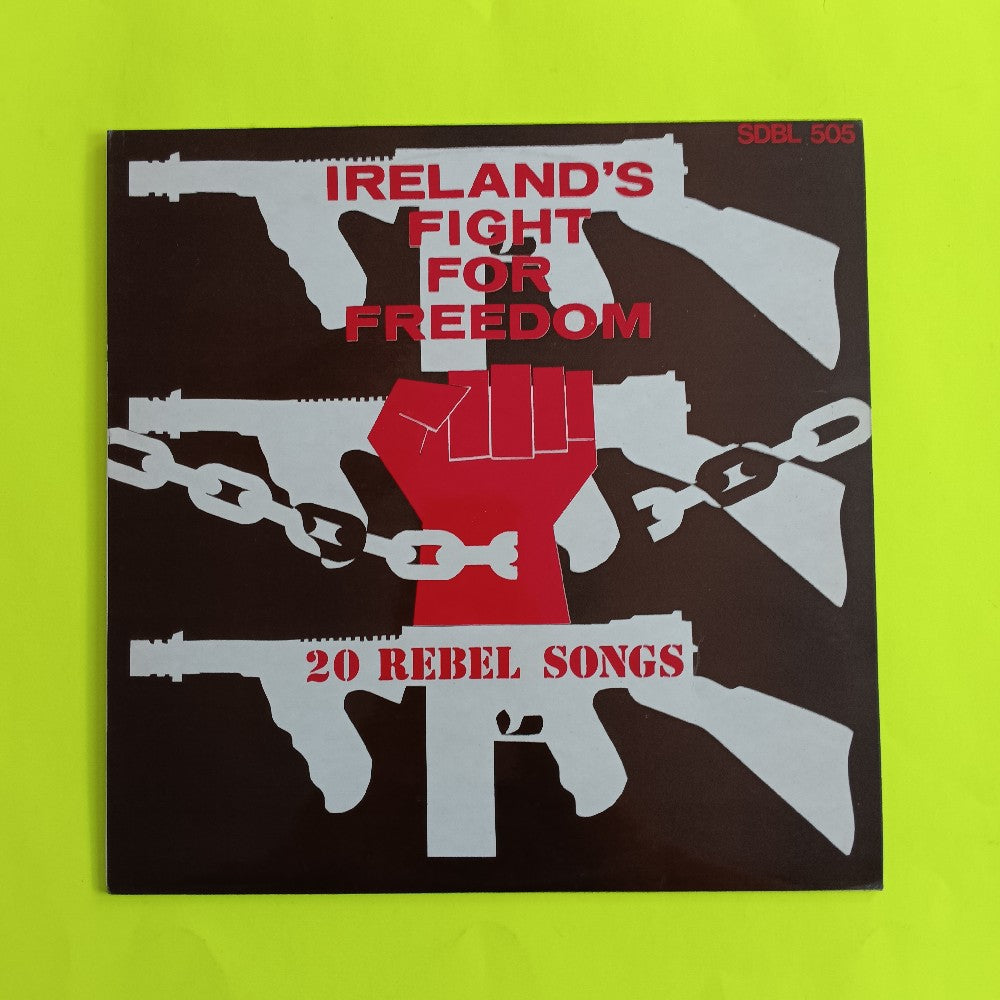 SDBL 505
IRELAND'S
FIGHT
FOR
FREEDOM
20 REBEL SONGS